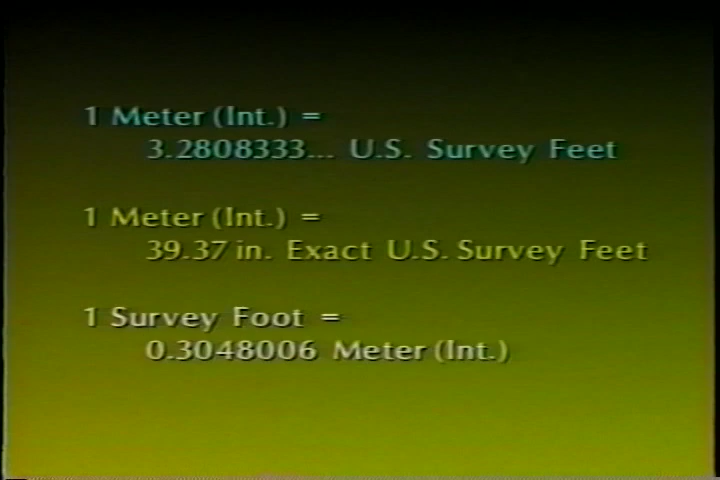 1 Meter (Int.) =
3.2808333... U.S. Survey Feet
1 Meter (Int.) =
39.37 in. Exact U.S. Survey Feet
1 Survey Foot =
0.3048006 Meter (Int.)